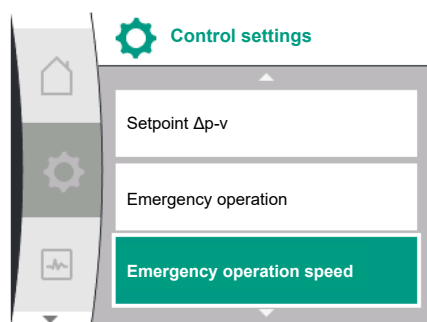 Control settings
Setpoint Δp-v
Emergency operation
Emergency operation speed